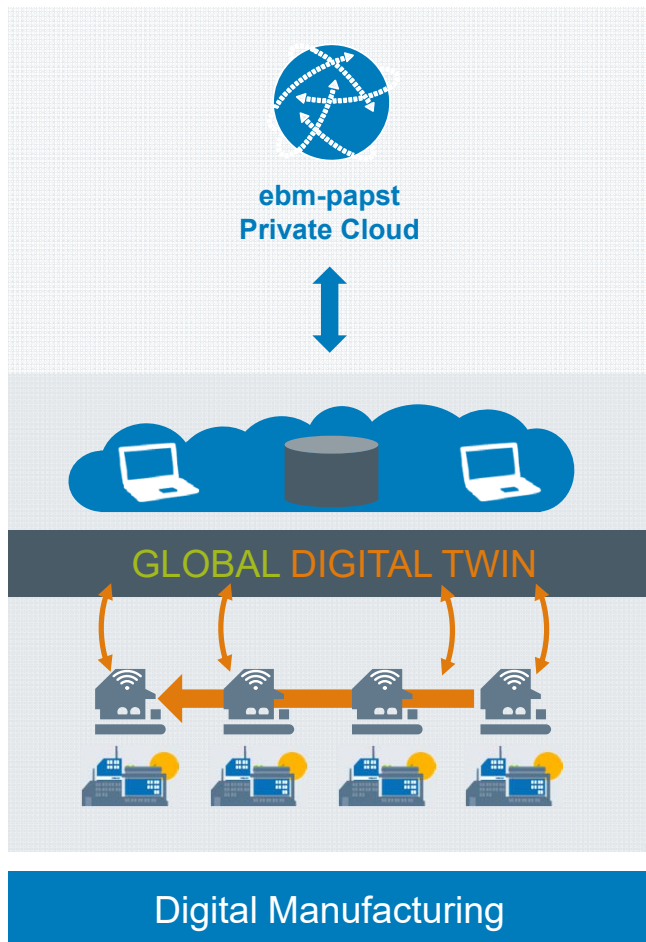 ebm-papst
Private Cloud
GLOBAL DIGITAL TWIN
Digital Manufacturing